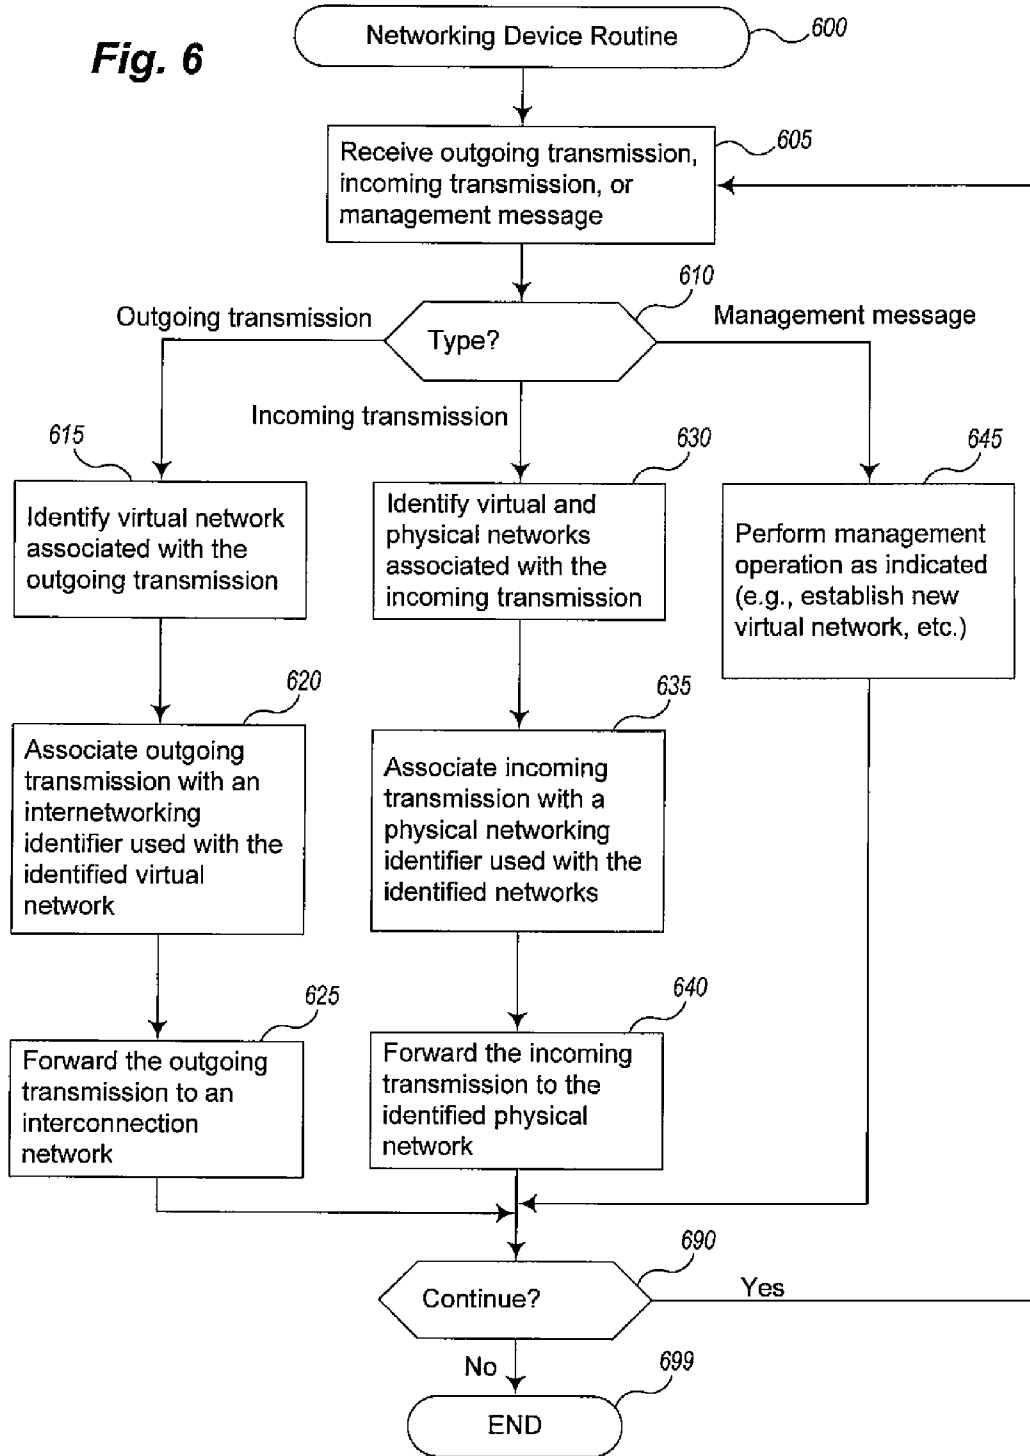 Fig. 6
Networking Device Routine
600
Receive outgoing transmission,
incoming transmission, or
management message
605
610
Type?
Outgoing transmission
Incoming transmission
Management message
615
Identify virtual network
associated with the
outgoing transmission
630
Identify virtual and
physical networks
associated with the
incoming transmission
645
Perform management
operation as indicated
(e.g., establish new
virtual network, etc.)
620
Associate outgoing
transmission with an
internetworking
identifier used with the
identified virtual
network
635
Associate incoming
transmission with a
physical networking
identifier used with the
identified networks
625
Forward the outgoing
transmission to an
interconnection
network
640
Forward the incoming
transmission to the
identified physical
network
690
Continue?
Yes
No
699
END